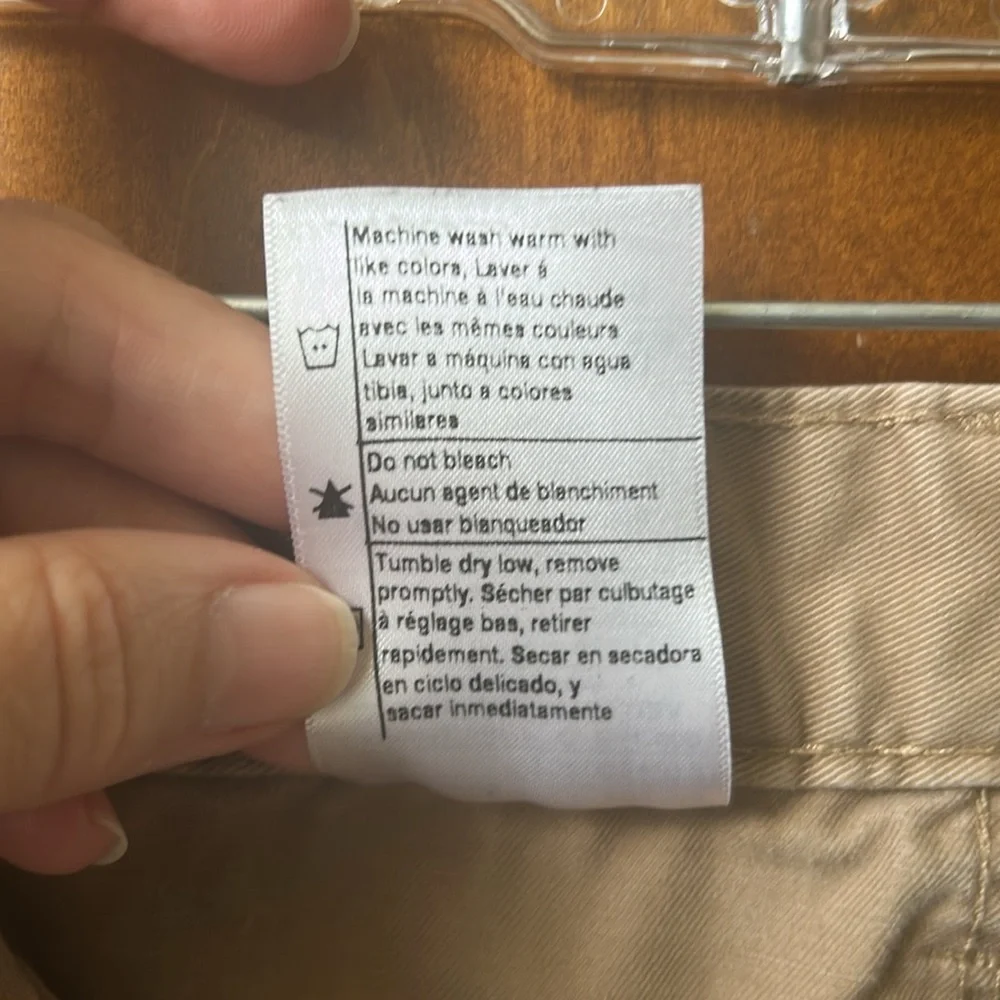 Machine wash warm with
like colors, Laver à
la machine à l'eau chaude
avec les mêmes couleurs
Lavar a máquina con agua
tibia, junto a colores
similares
Do not bleach
Aucun agent de blanchiment
No usar blanqueador
Tumble dry low, remove
promptly. Sécher par culbutage
à réglage bas, retirer
rapidement. Secar en secadora
en ciclo delicado, y
sacar inmediatamente